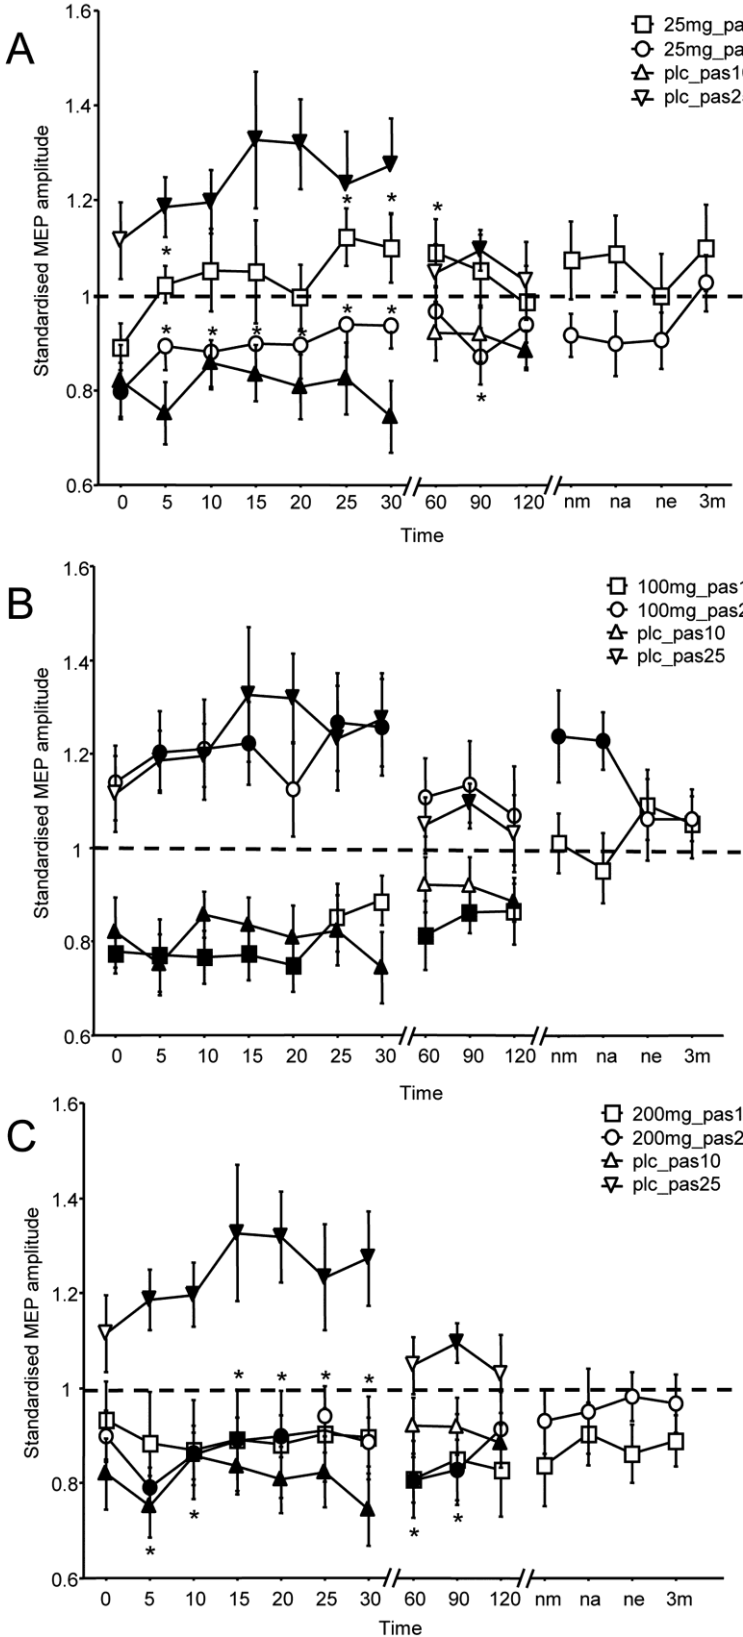 A
1.6
1.4
1.2
1
0.8
0.6
Standardised MEP amplitude
25mg_pa
25mg_pa
plc_pas10
plc_pas2
* * * *
* * * * * *
*
0 5 10 15 20 25 30 60 90 120 nm na ne 3m
Time
B
1.6
1.4
1.2
1
0.8
0.6
Standardised MEP amplitude
100mg_pas1
100mg_pas2
plc_pas10
plc_pas25
0 5 10 15 20 25 30 60 90 120 nm na ne 3m
Time
C
1.6
1.4
1.2
1
0.8
0.6
Standardised MEP amplitude
200mg_pas1
200mg_pas2
plc_pas10
plc_pas25
* * * *
* * * *
0 5 10 15 20 25 30 60 90 120 nm na ne 3m
Time